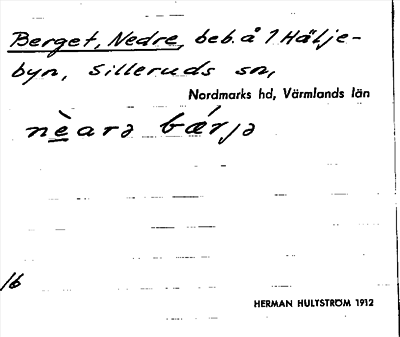 Berget, Nedre, beb. å 1 Hälje-
byn, Silleruds sn,
Nordmarks hd, Värmlands län
nèarə bærjə
16
HERMAN HULTSTRÖM 1912